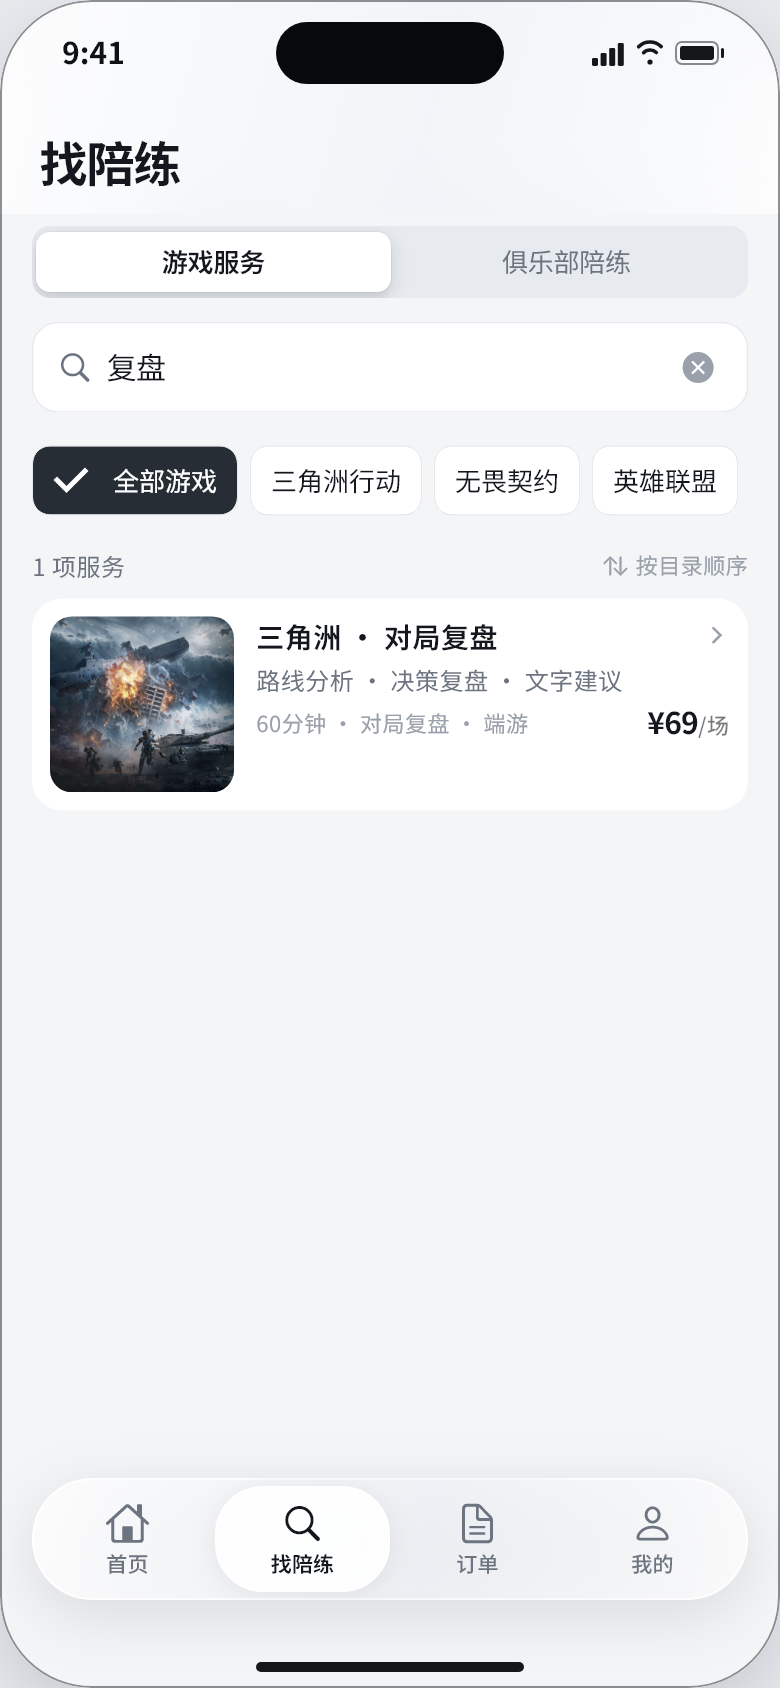 9:41
找陪练
游戏服务
俱乐部陪练
复盘
全部游戏
三角洲行动
无畏契约
英雄联盟
1 项服务
按目录顺序
三角洲 · 对局复盘
路线分析 · 决策复盘 · 文字建议
60分钟 · 对局复盘 · 端游
¥69/场
首页
找陪练
订单
我的